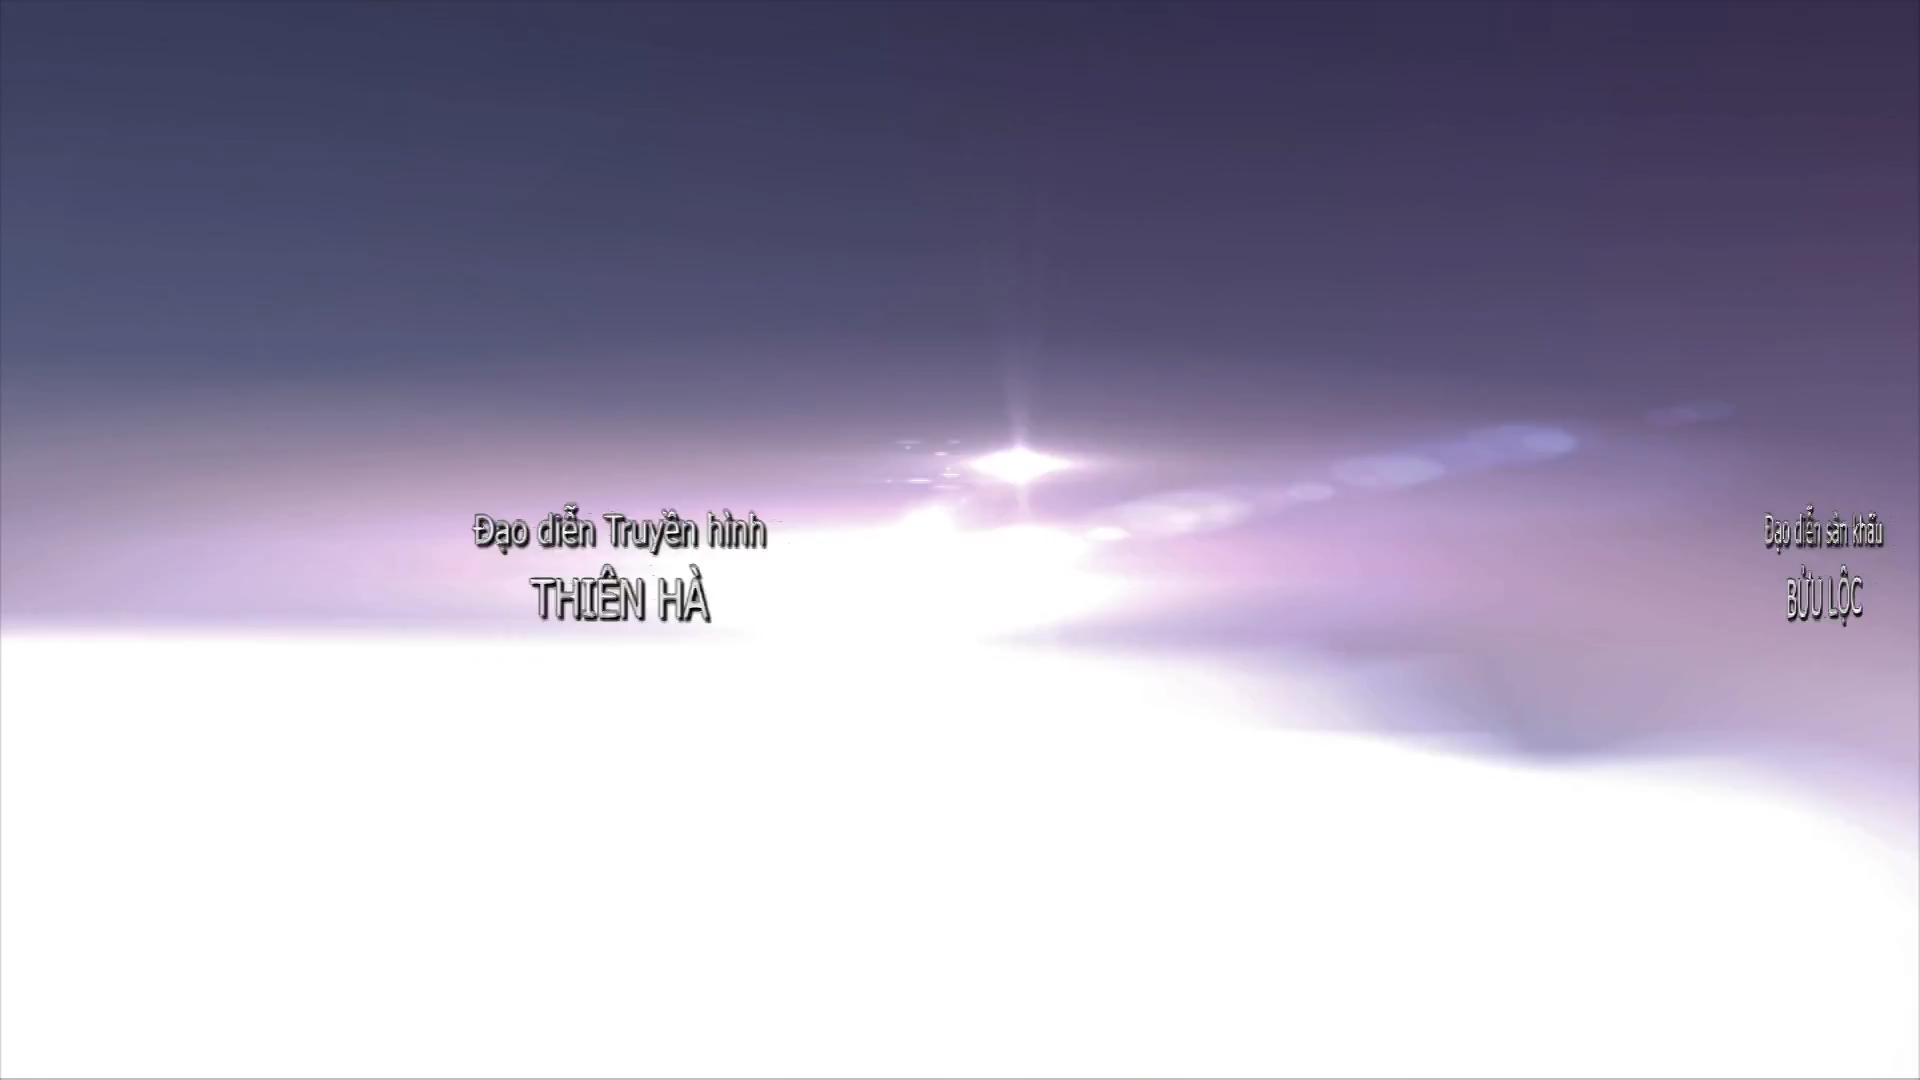 Đạo diễn Truyền hình
THIÊN HÀ
Đạo diễn sân khấu
BỬU LỘC